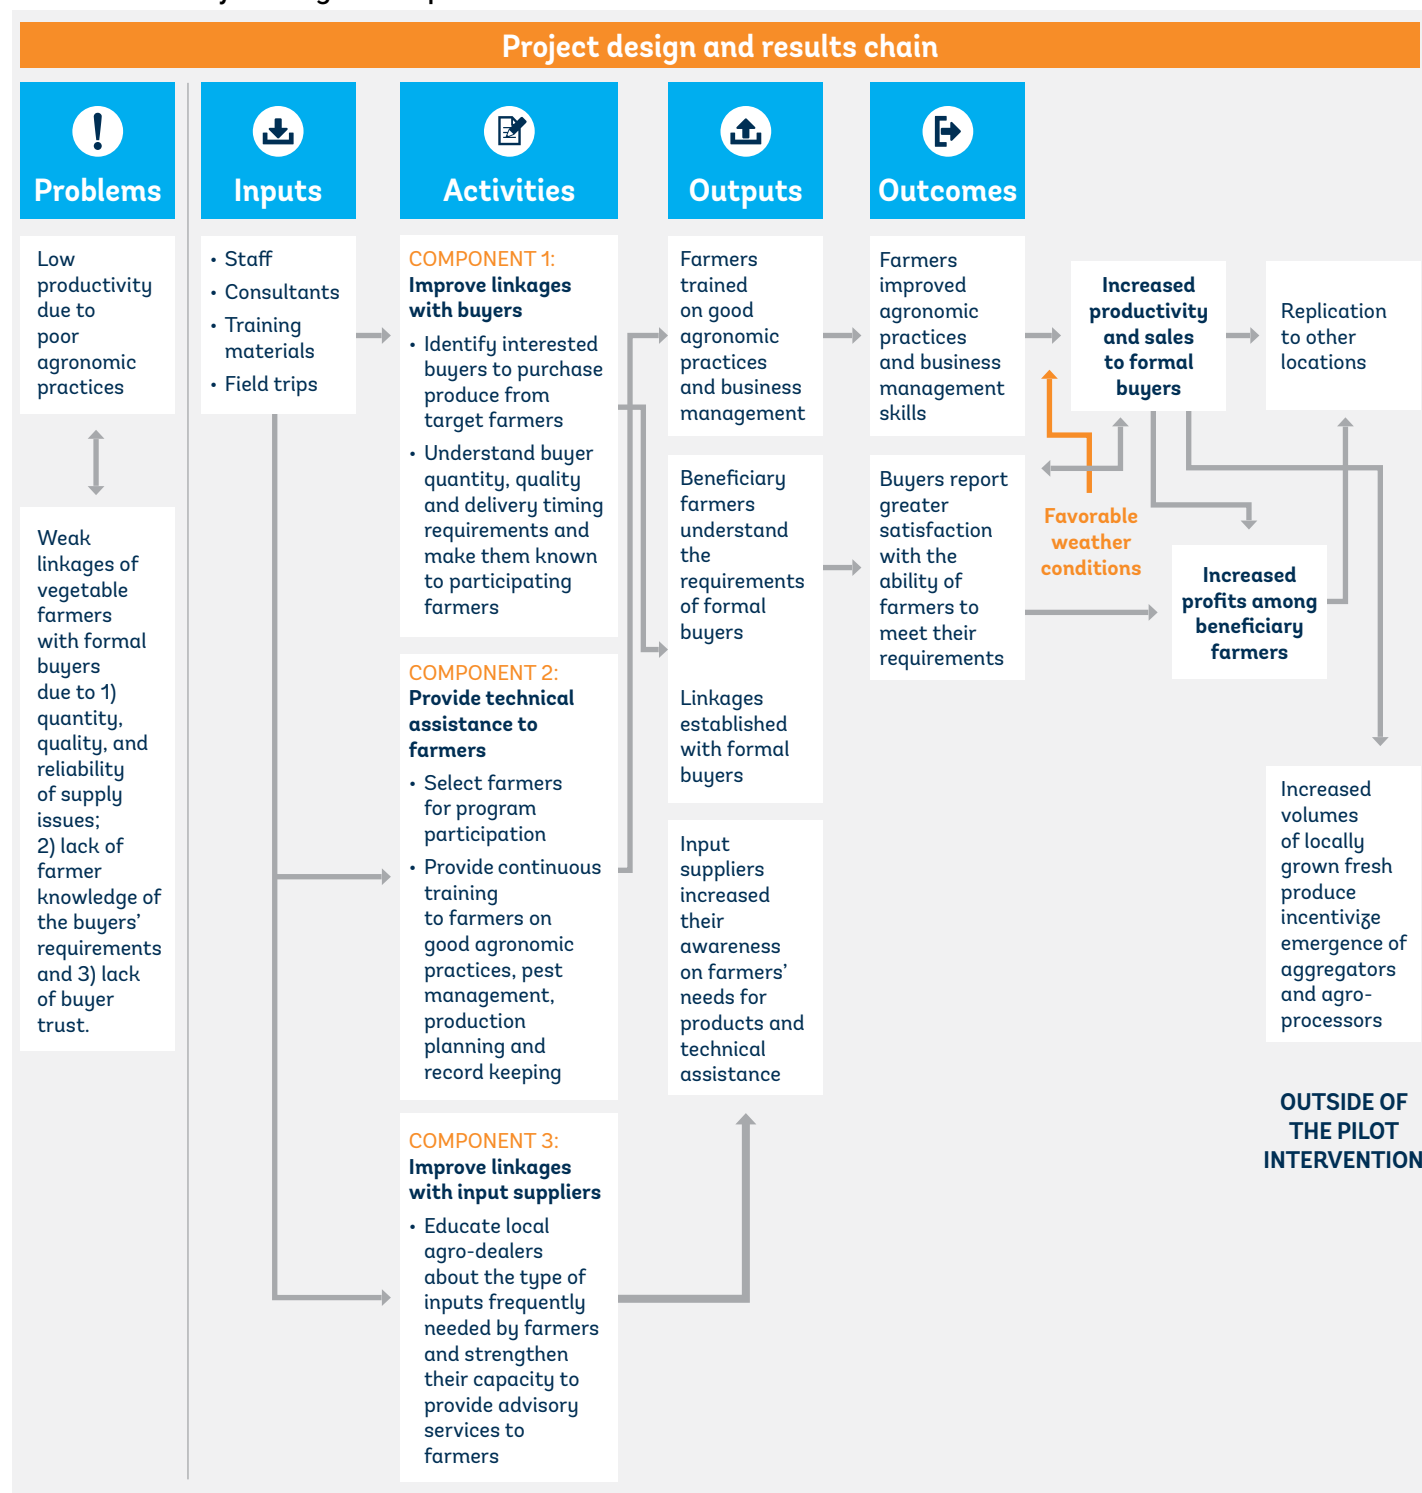 Project design and results chain
Problems
Inputs
Activities
Outputs
Outcomes
Low
productivity
due to
poor
agronomic
practices
Weak
linkages of
vegetable
farmers
with formal
buyers
due to 1)
quantity,
quality, and
reliability
of supply
issues;
2) lack of
farmer
knowledge of
the buyers’
requirements
and 3) lack
of buyer
trust.
• Staff
• Consultants
• Training
materials
• Field trips
COMPONENT 1:
Improve linkages
with buyers
• Identify interested
buyers to purchase
produce from
target farmers
• Understand buyer
quantity, quality
and delivery timing
requirements and
make them known
to participating
farmers
COMPONENT 2:
Provide technical
assistance to
farmers
• Select farmers
for program
participation
• Provide continuous
training
to farmers on
good agronomic
practices, pest
management,
production
planning and
record keeping
COMPONENT 3:
Improve linkages
with input suppliers
• Educate local
agro-dealers
about the type of
inputs frequently
needed by farmers
and strengthen
their capacity to
provide advisory
services to
farmers
Farmers
trained
on good
agronomic
practices
and business
management
Beneficiary
farmers
understand
the
requirements
of formal
buyers
Linkages
established
with formal
buyers
Input
suppliers
increased
their
awareness
on farmers’
needs for
products and
technical
assistance
Farmers
improved
agronomic
practices
and business
management
skills
Buyers report
greater
satisfaction
with the
ability of
farmers to
meet their
requirements
Favorable
weather
conditions
Increased
productivity
and sales
to formal
buyers
Increased
profits among
beneficiary
farmers
Replication
to other
locations
Increased
volumes
of locally
grown fresh
produce
incentivize
emergence of
aggregators
and agro-
processors
OUTSIDE OF
THE PILOT
INTERVENTION